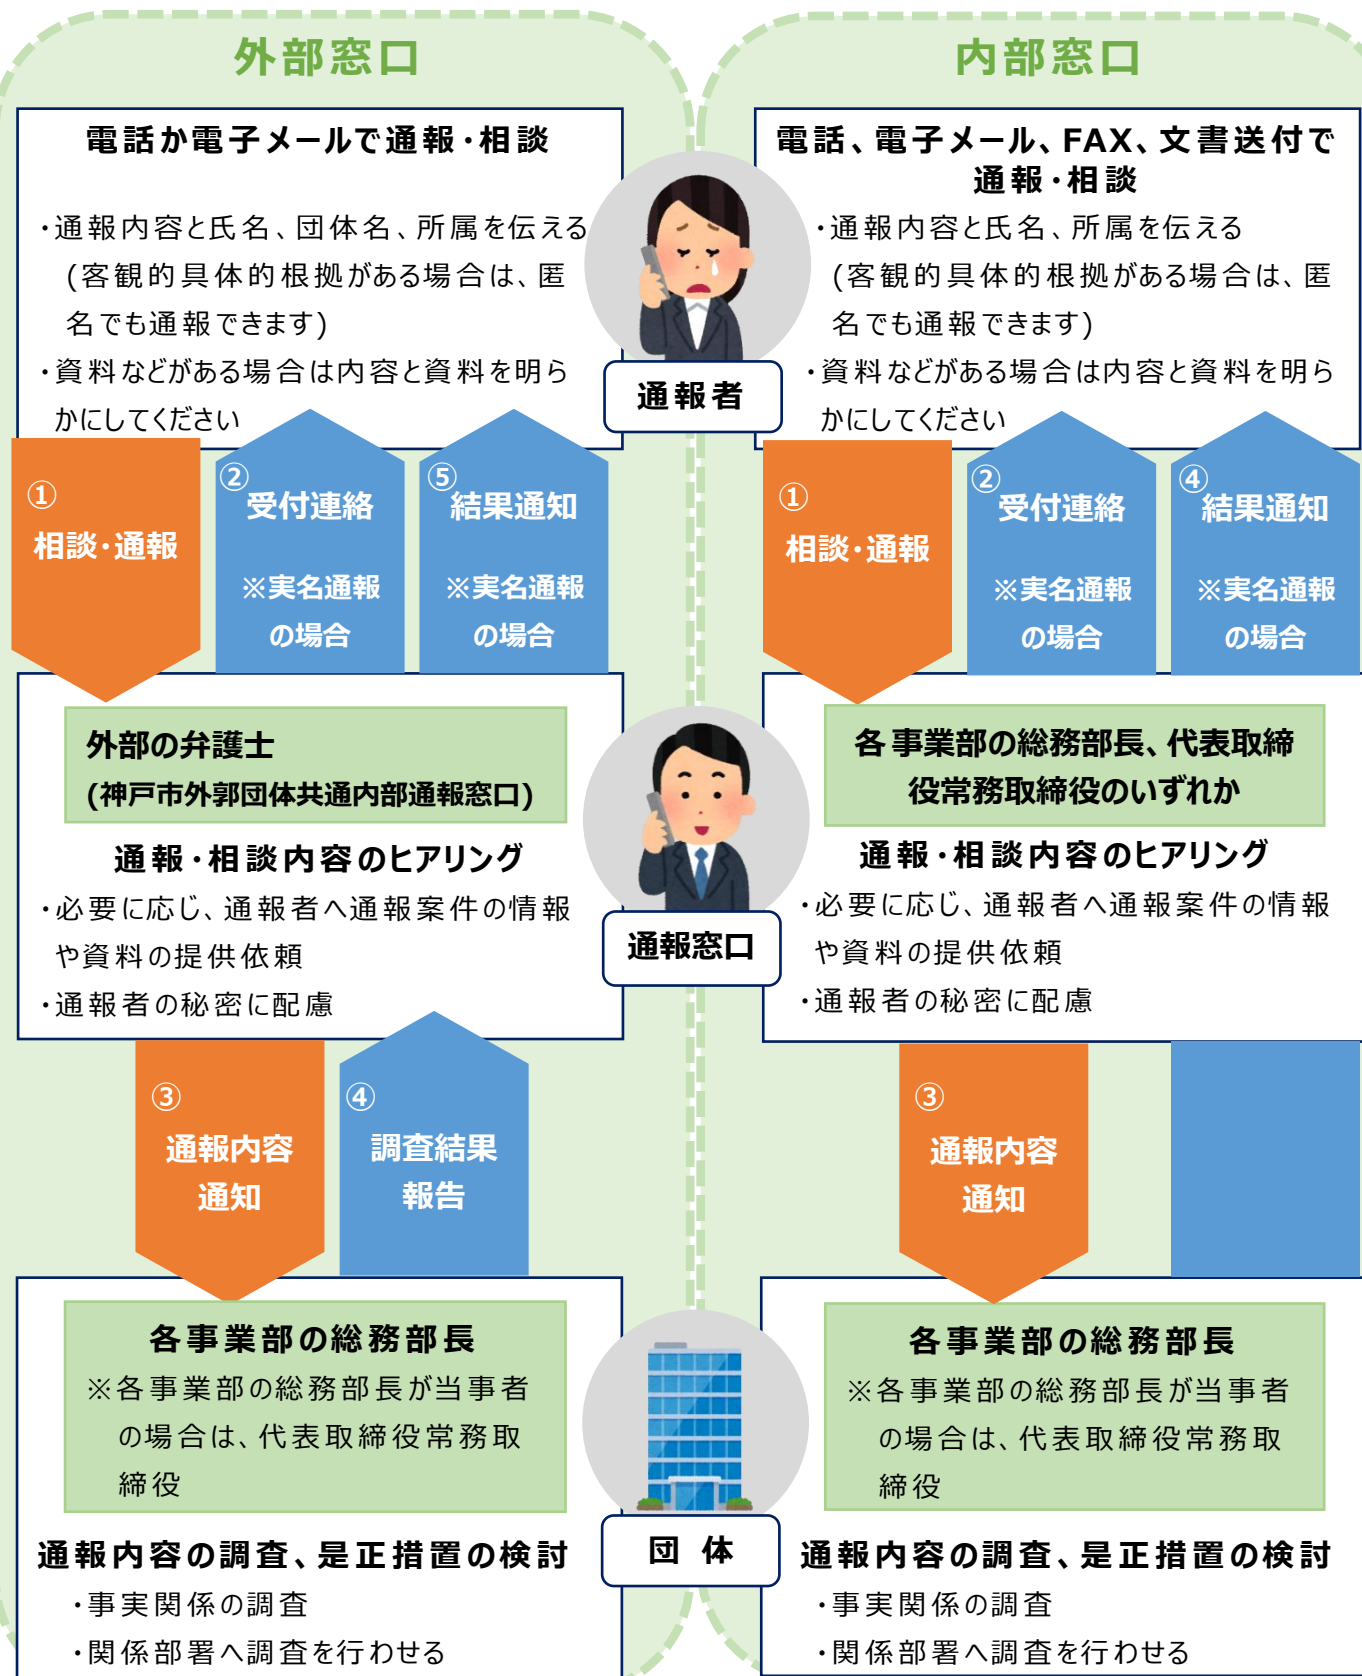 外部窓口
電話か電子メールで通報・相談
・通報内容と氏名、団体名、所属を伝える
(客観的具体的根拠がある場合は、匿
名でも通報できます)
・資料などがある場合は内容と資料を明ら
かにしてください
①
相談・通報
②
受付連絡
※実名通報
の場合
⑤
結果通知
※実名通報
の場合
外部の弁護士
(神戸市外郭団体共通内部通報窓口)
通報・相談内容のヒアリング
・必要に応じ、通報者へ通報案件の情報
や資料の提供依頼
・通報者の秘密に配慮
③
通報内容
通知
④
調査結果
報告
各事業部の総務部長
※各事業部の総務部長が当事者
の場合は、代表取締役常務取
締役
通報内容の調査、是正措置の検討
・事実関係の調査
・関係部署へ調査を行わせる
通報者
通報窓口
団 体
内部窓口
電話、電子メール、FAX、文書送付で
通報・相談
・通報内容と氏名、所属を伝える
(客観的具体的根拠がある場合は、匿
名でも通報できます)
・資料などがある場合は内容と資料を明ら
かにしてください
①
相談・通報
②
受付連絡
※実名通報
の場合
④
結果通知
※実名通報
の場合
各事業部の総務部長、代表取締
役常務取締役のいずれか
通報・相談内容のヒアリング
・必要に応じ、通報者へ通報案件の情報
や資料の提供依頼
・通報者の秘密に配慮
③
通報内容
通知
各事業部の総務部長
※各事業部の総務部長が当事者
の場合は、代表取締役常務取
締役
通報内容の調査、是正措置の検討
・事実関係の調査
・関係部署へ調査を行わせる